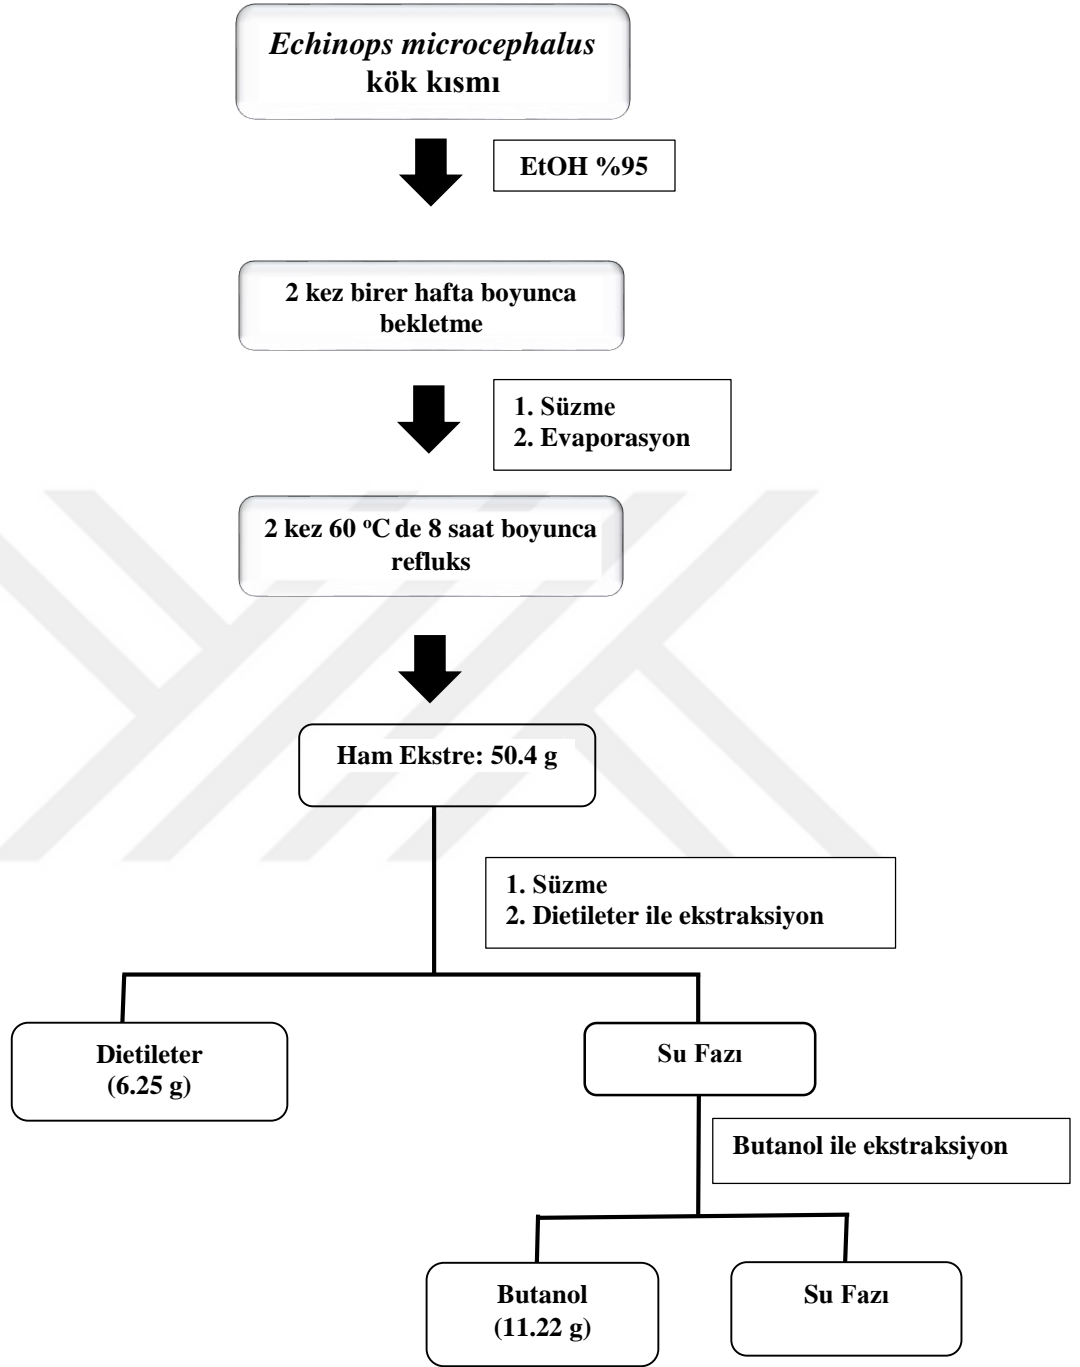 Echinops microcephalus
kök kısmı
EtOH %95
2 kez birer hafta boyunca
bekletme
1. Süzme
2. Evaporasyon
2 kez 60 ºC de 8 saat boyunca
refluks
Ham Ekstre: 50.4 g
1. Süzme
2. Dietileter ile ekstraksiyon
Dietileter
(6.25 g)
Su Fazı
Butanol ile ekstraksiyon
Butanol
(11.22 g)
Su Fazı